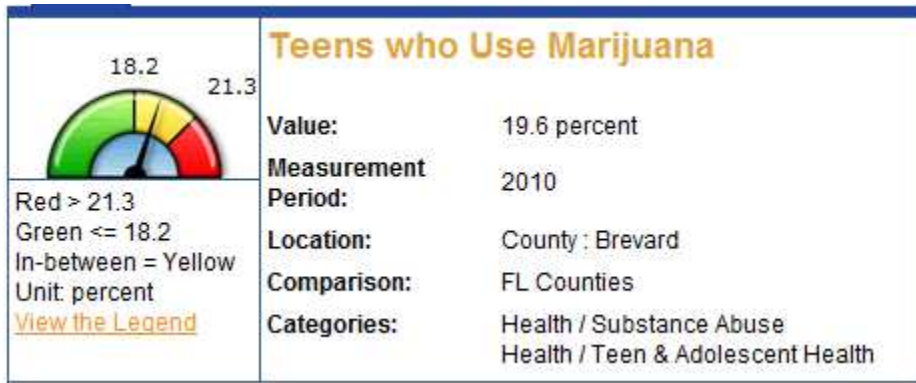 18.2
21.3
Red > 21.3
Green <= 18.2
In-between = Yellow
Unit: percent
View the Legend
Teens who Use Marijuana
Value: 19.6 percent
Measurement
Period: 2010
Location: County : Brevard
Comparison: FL Counties
Categories: Health / Substance Abuse
Health / Teen & Adolescent Health